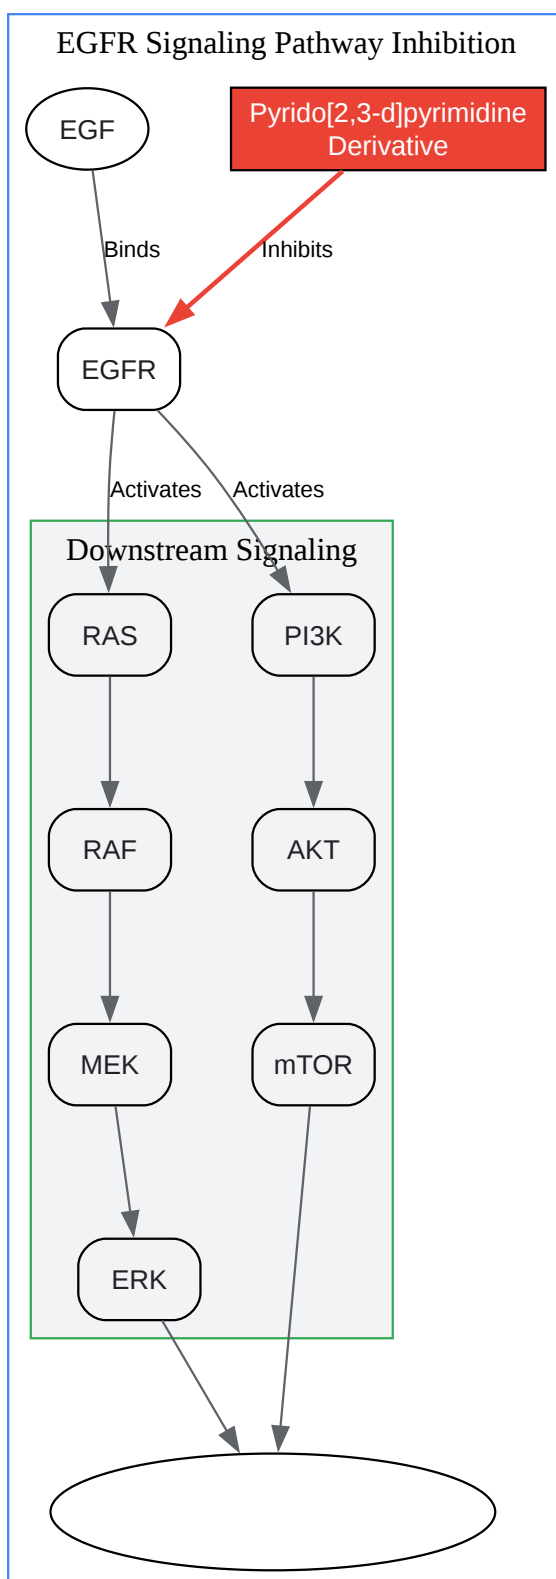 EGFR Signaling Pathway Inhibition
EGF
Pyrido[2,3-d]pyrimidine
Derivative
Binds
Inhibits
EGFR
Activates
Activates
Downstream Signaling
RAS
PI3K
RAF
AKT
MEK
mTOR
ERK